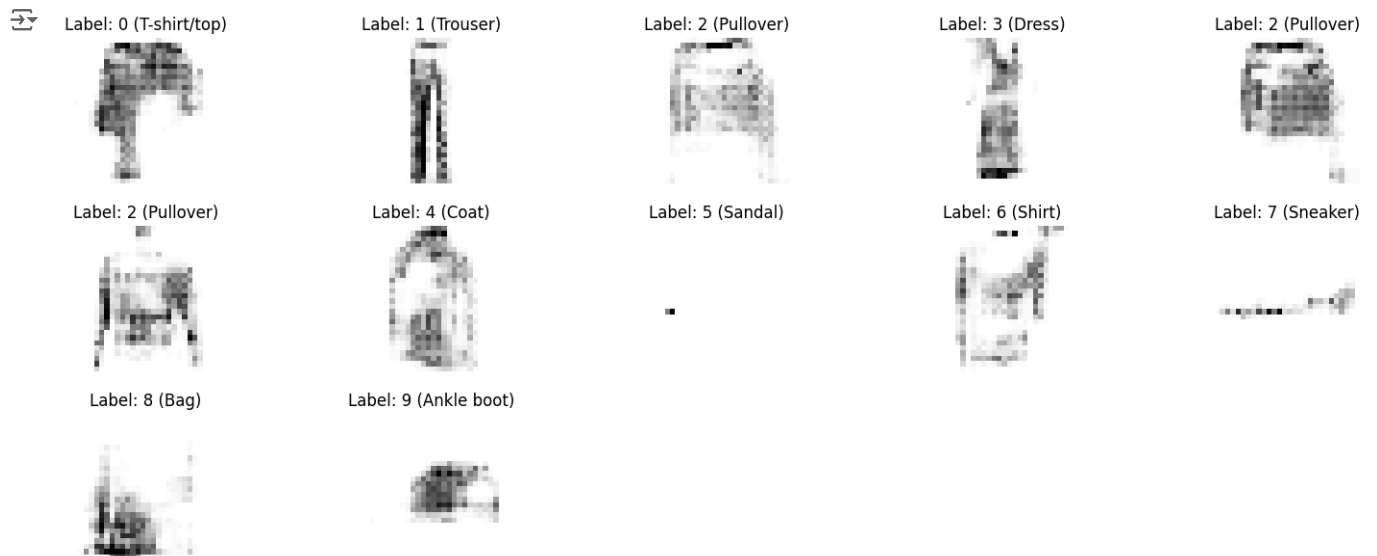 Label: 0 (T-shirt/top) Label: 1 (Trouser) Label: 2 (Pullover) Label: 3 (Dress) Label: 2 (Pullover)
Label: 2 (Pullover) Label: 4 (Coat) Label: 5 (Sandal) Label: 6 (Shirt) Label: 7 (Sneaker)
Label: 8 (Bag) Label: 9 (Ankle boot)